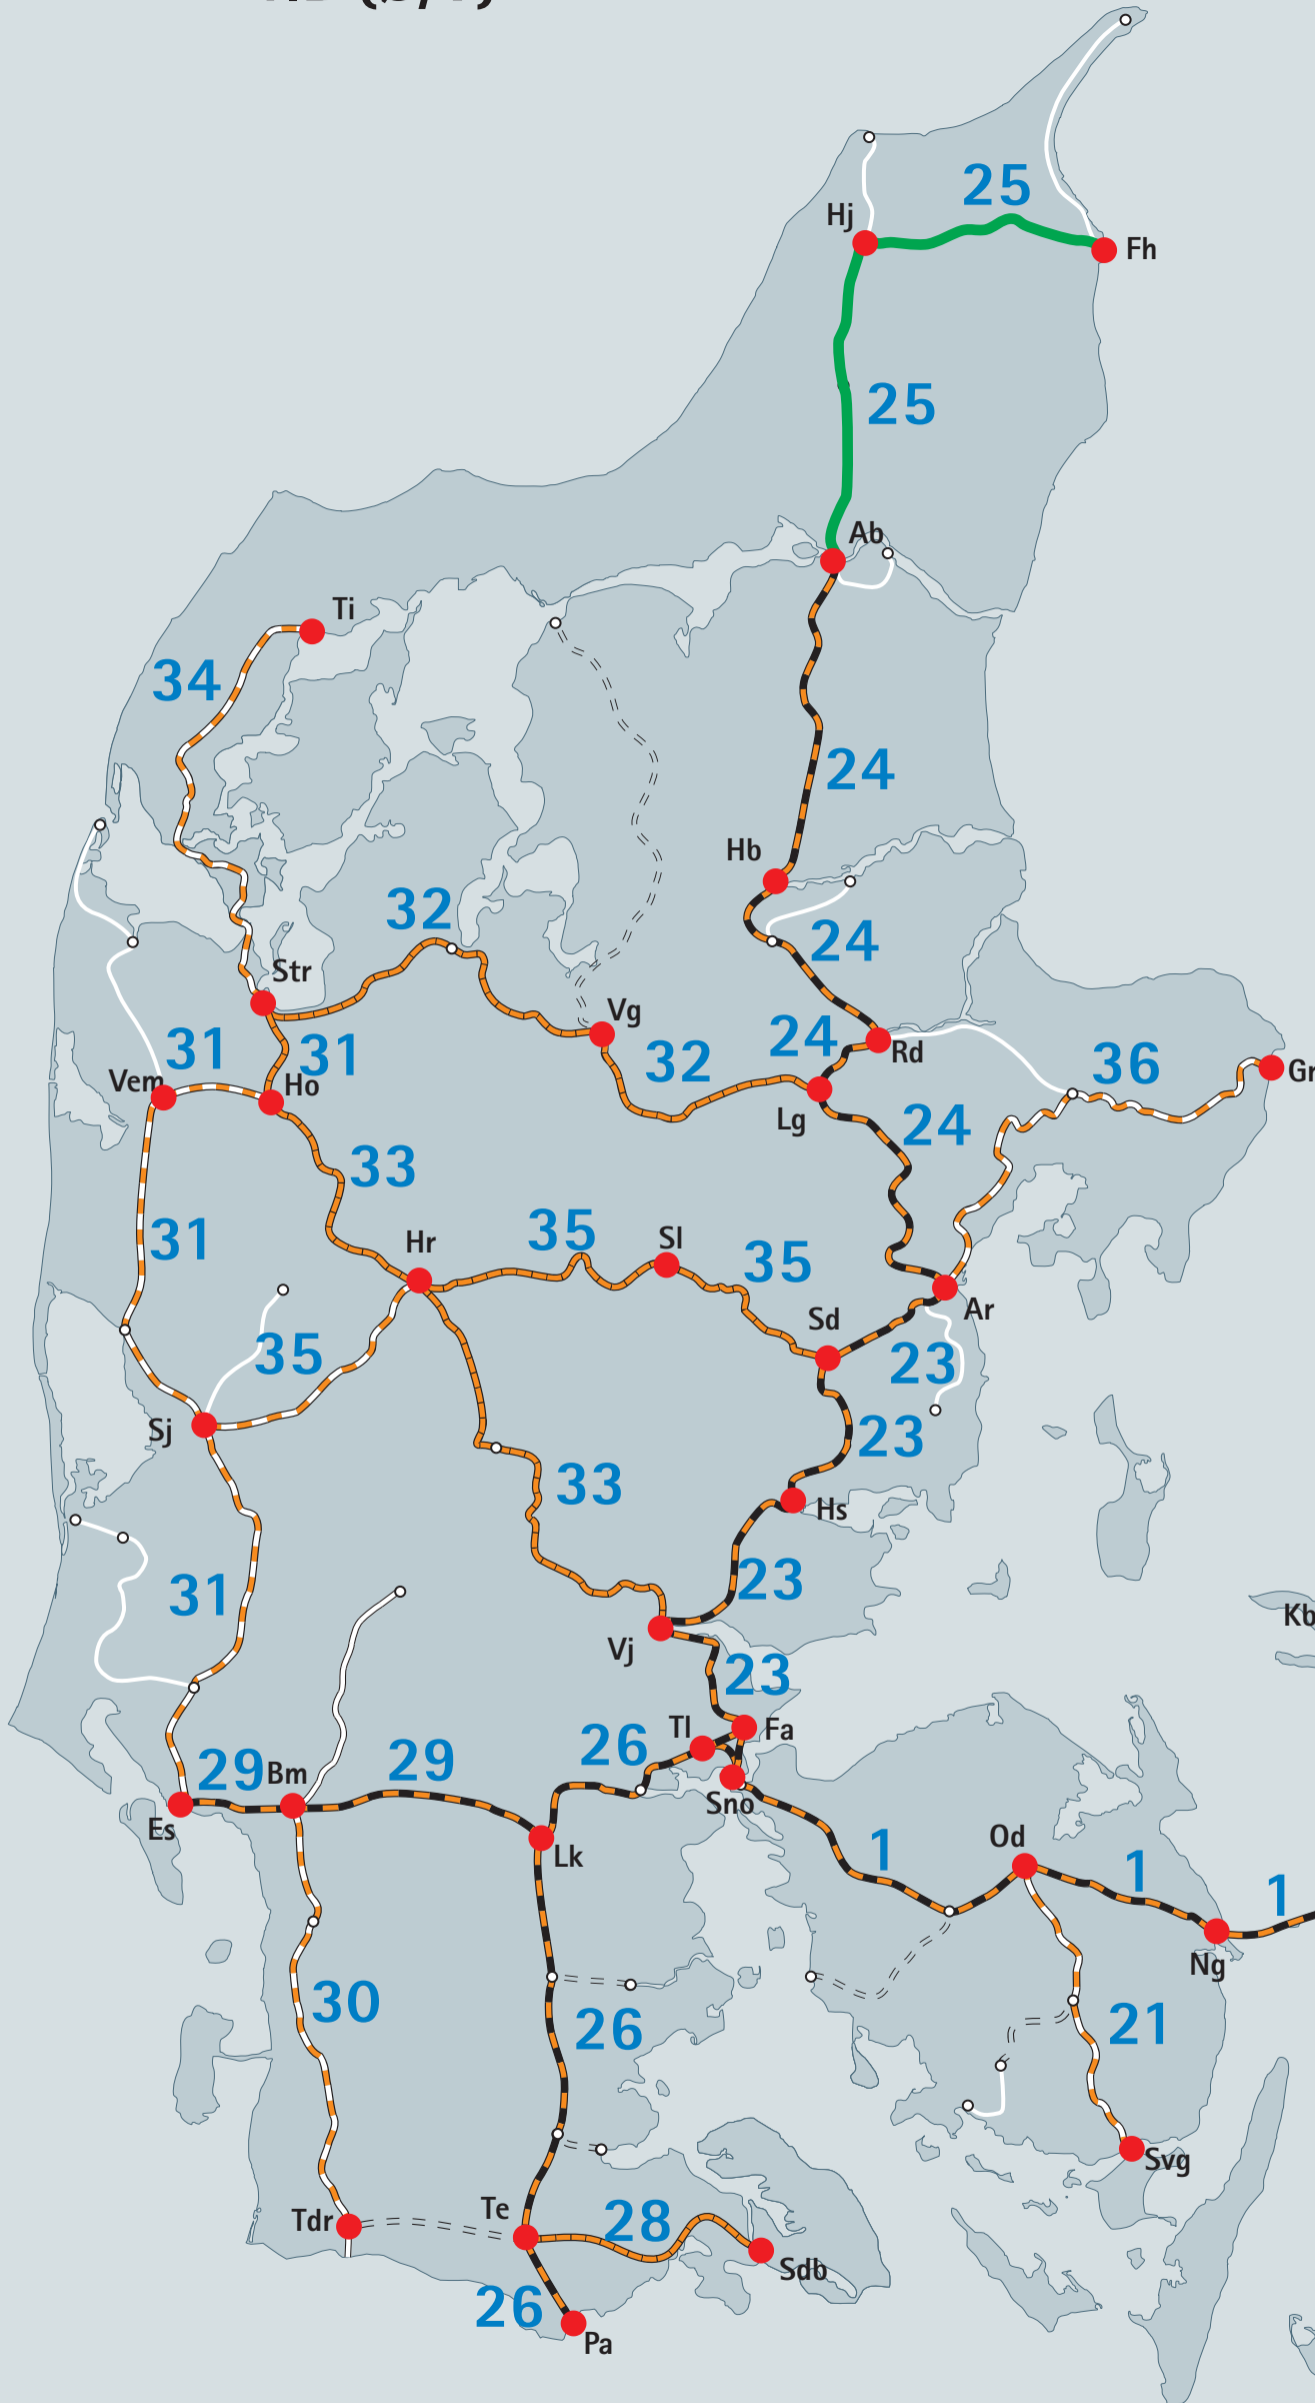 25
Hj
Fh
25
Ab
Ti
34
24
Hb
32
24
Str
Vg
24
31
31
32
Rd
36
Gr
Vem
Ho
Lg
24
33
31
Hr
35
Sl
35
Sd
Ar
35
23
Sj
23
33
Hs
31
23
Kb
Vj
23
Tl
Fa
26
29
Bm
29
Sno
Es
Lk
1
Od
1
1
Ng
30
26
21
Svg
Tdr
Te
28
Sdb
26
Pa